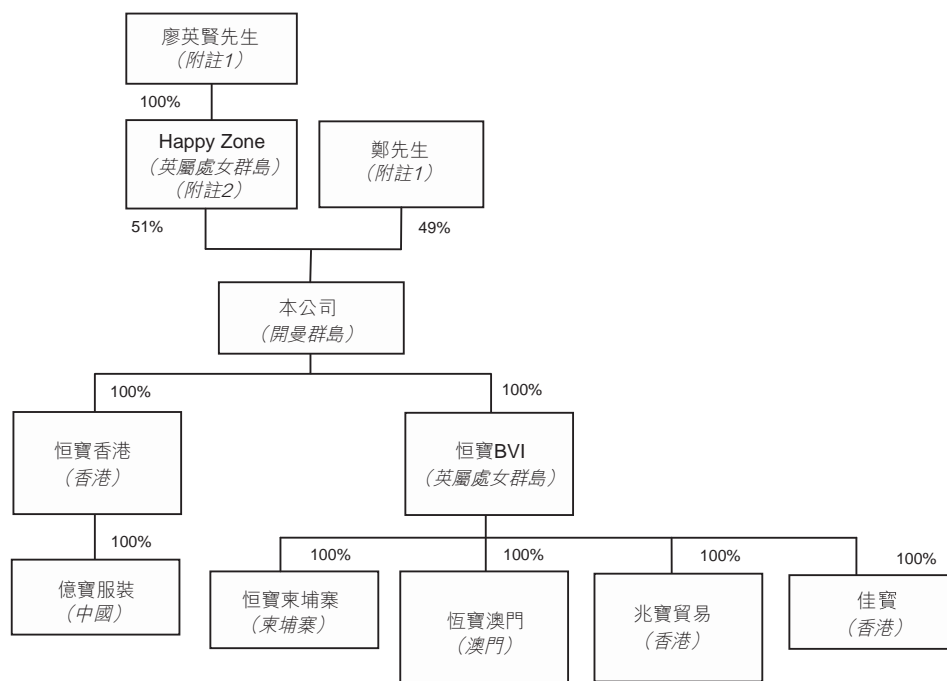 廖英賢先生
（附註1）
100%
Happy Zone
（英屬處女群島）
（附註2）
鄭先生
（附註1）
51%
49%
本公司
（開曼群島）
100%
100%
恒寶香港
（香港）
恒寶BVI
（英屬處女群島）
100%
100%
100%
100%
100%
億寶服裝
（中國）
恒寶柬埔寨
（柬埔寨）
恆寶澳門
（澳門）
兆寶貿易
（香港）
佳寶
（香港）